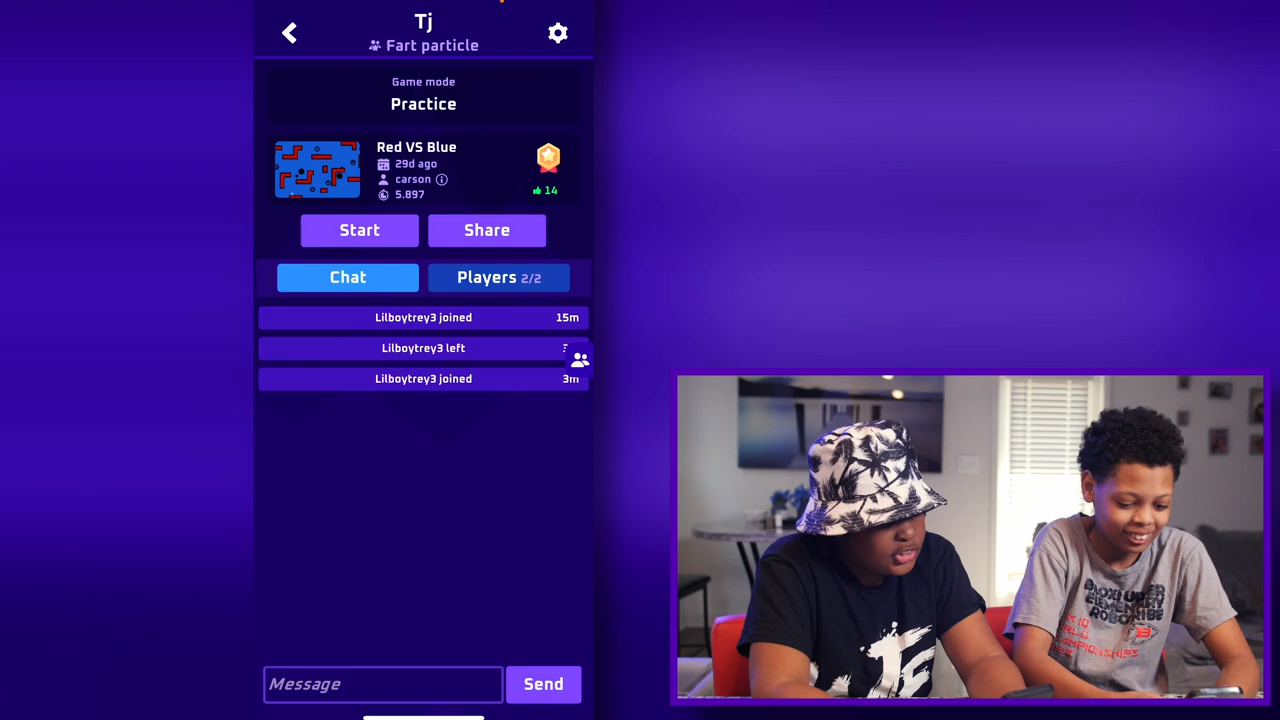 Tj
Fart particle
Game mode
Practice
Red VS Blue
29d ago
carson
5.897
14
Start
Share
Chat
Players 2/2
Lilboytrey3 joined
15m
Lilboytrey3 left
Lilboytrey3 joined
3m
Message
Send